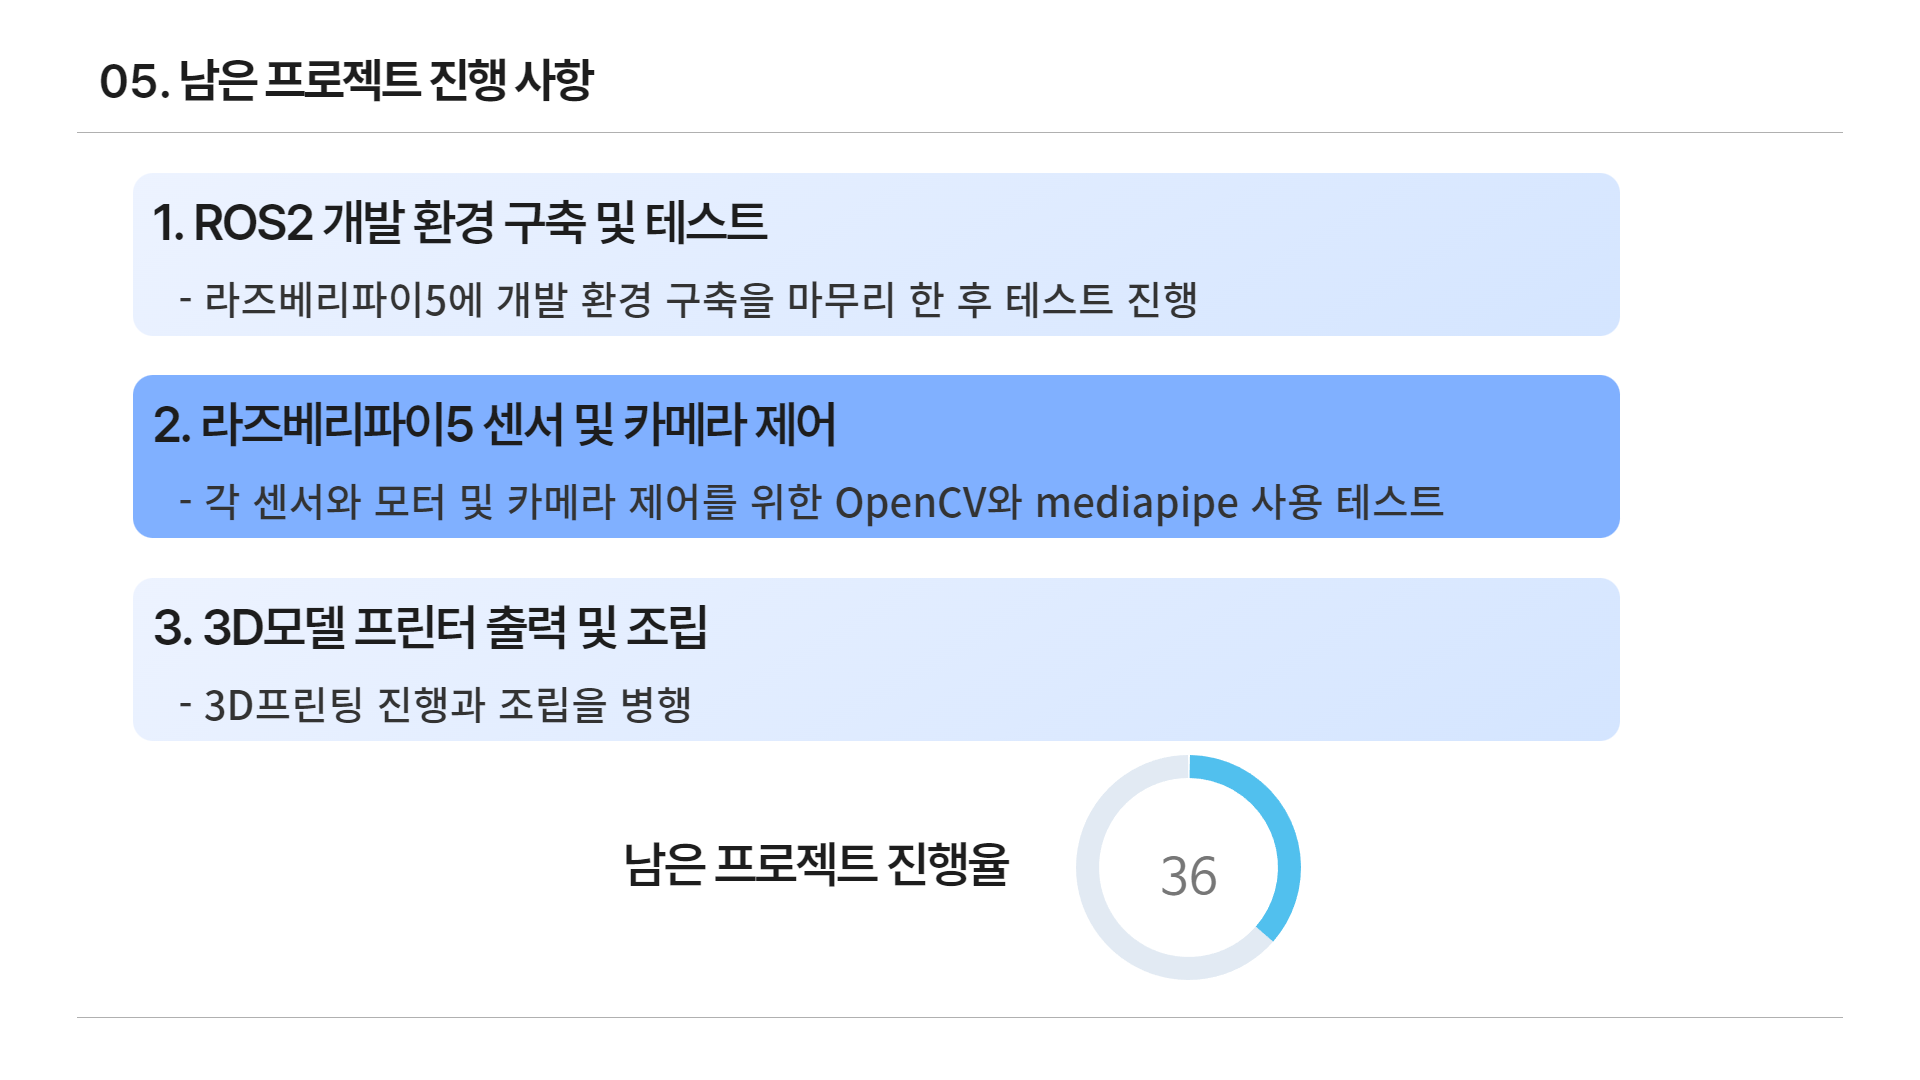 05. 남은 프로젝트 진행 사항
1. ROS2 개발 환경 구축 및 테스트
- 라즈베리파이5에 개발 환경 구축을 마무리 한 후 테스트 진행
2. 라즈베리파이5 센서 및 카메라 제어
- 각 센서와 모터 및 카메라 제어를 위한 OpenCV와 mediapipe 사용 테스트
3. 3D모델 프린터 출력 및 조립
- 3D프린팅 진행과 조립을 병행
남은 프로젝트 진행율
36